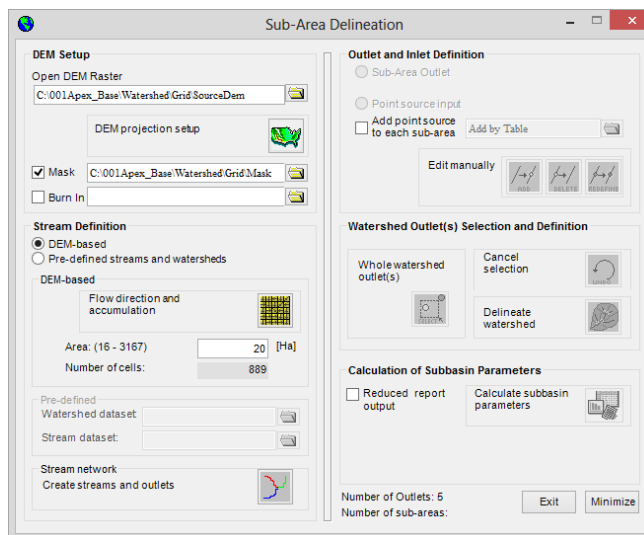 Sub-Area Delineation
DEM Setup
Open DEM Raster
C:\001Apex_Base\Watershed\Grid\SourceDem
DEM projection setup
Mask C:\001Apex_Base\Watershed\Grid\Mask
Burn In
Stream Definition
DEM-based
Pre-defined streams and watersheds
DEM-based
Flow direction and
accumulation
Area: (16 - 3167) 20 [Ha]
Number of cells: 889
Pre-defined
Watershed dataset:
Stream dataset:
Stream network
Create streams and outlets
Outlet and Inlet Definition
Sub-Area Outlet
Point source input
Add point source
to each sub-area
Add by Table
Edit manually
ADD DELETE REDEFINE
Watershed Outlet(s) Selection and Definition
Whole watershed
outlet(s)
SELECT
Cancel
selection
UNDO
Delineate
watershed
Calculation of Subbasin Parameters
Reduced report
output
Calculate subbasin
parameters
Number of Outlets: 5
Number of sub-areas:
Exit Minimize